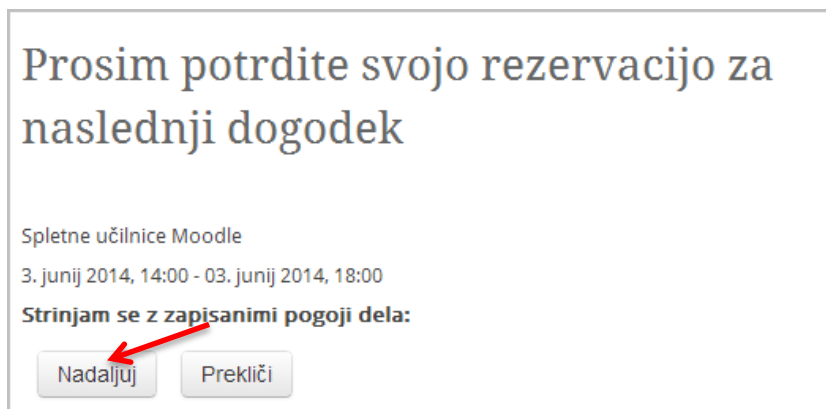 Prosim potrdite svojo rezervacijo za
naslednji dogodek
Spletne učilnice Moodle
3. junij 2014, 14:00 - 03. junij 2014, 18:00
Strinjam se z zapisanimi pogoji dela:
Nadaljuj Prekliči